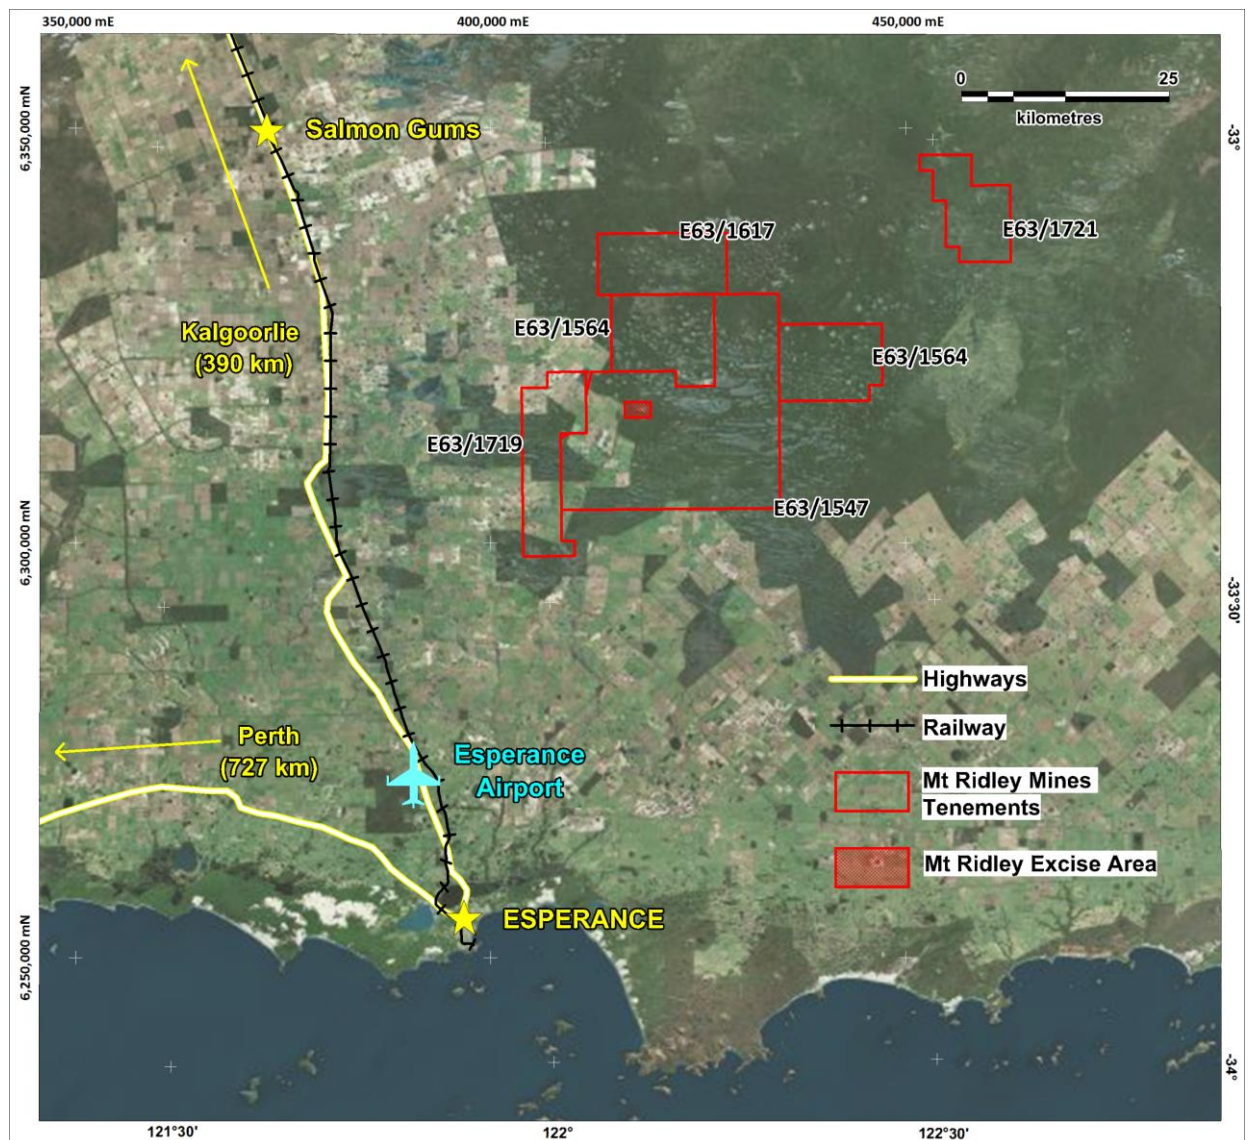 350,000 mE
400,000 mE
450,000 mE
0
25
kilometres
6,350,000 mN
-33°
Salmon Gums
E63/1617
E63/1721
Kalgoorlie
(390 km)
E63/1564
E63/1564
E63/1719
E63/1547
6,300,000 mN
-33°30'
Highways
Railway
Perth
(727 km)
Esperance
Airport
Mt Ridley Mines
Tenements
Mt Ridley Excise Area
ESPERANCE
6,250,000 mN
-34°
121°30'
122°
122°30'